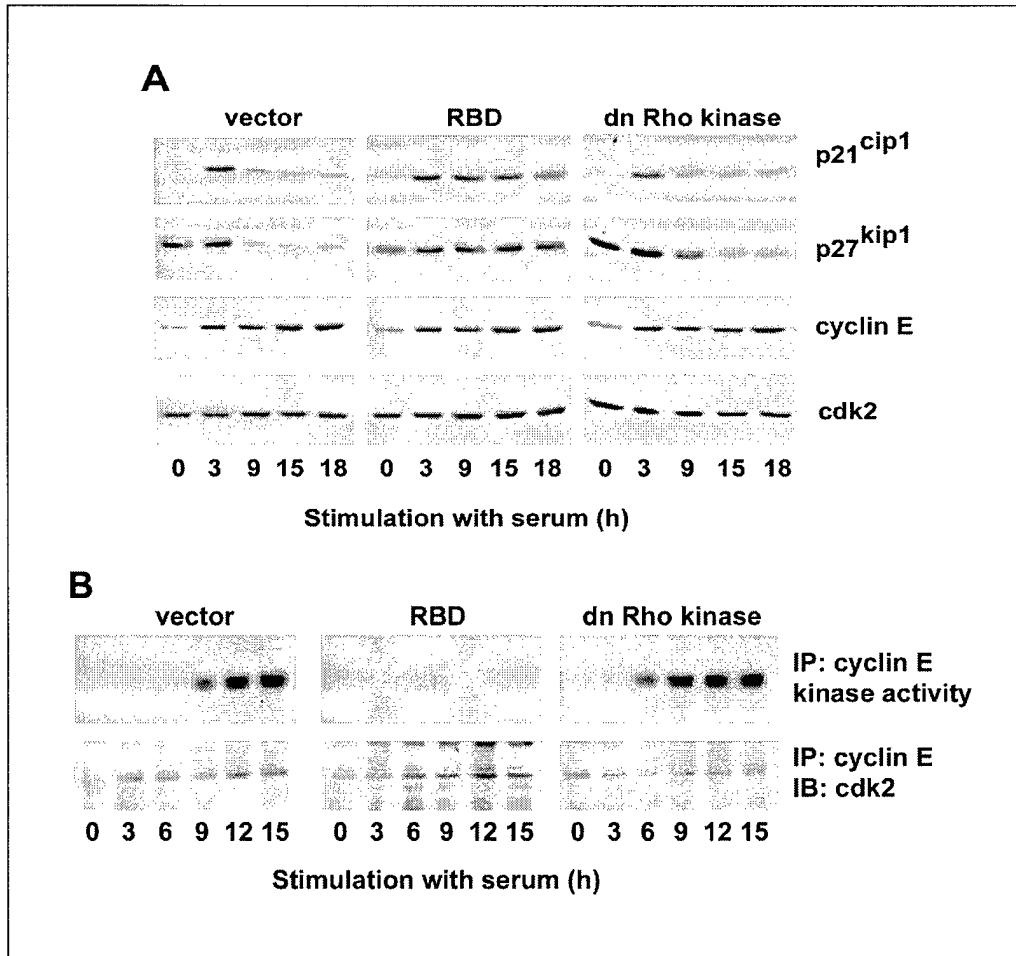 A
vector RBD dn Rho kinase
p21cip1
p27kip1
cyclin E
cdk2
0 3 9 15 18 0 3 9 15 18 0 3 9 15 18
Stimulation with serum (h)
B
vector RBD dn Rho kinase
IP: cyclin E
kinase activity
IP: cyclin E
IB: cdk2
0 3 6 9 12 15 0 3 6 9 12 15 0 3 6 9 12 15
Stimulation with serum (h)